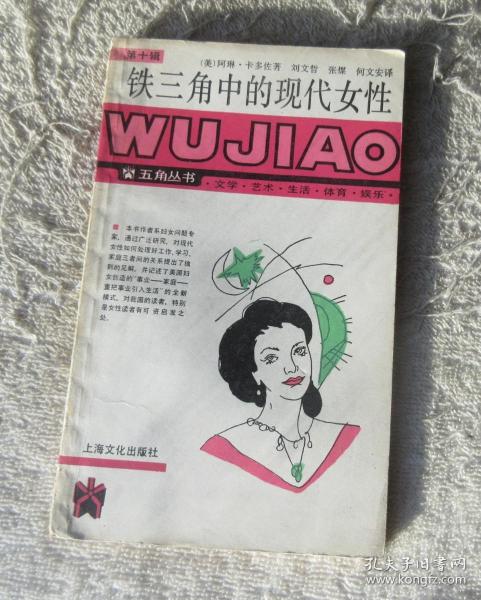 第十辑
(美)阿琳·卡多佐著 刘文哲 张煤 何文安译
铁三角中的现代女性
WUJIAO
五角丛书
·文学·艺术·生活·体育·娱乐·
■ 本书作者系妇女问题专
家，通过广泛研究，对现代
女性如何处理好工作、学习、
家庭三者间的关系提出了独
到的见解，并记述了美国妇
女创造的“事业——家庭——
重把事业引入生活”的全新
模式，对我国的读者，特别
是女性读者有可资启发之
处。
上海文化出版社
孔夫子旧书网
www.kongfz.com